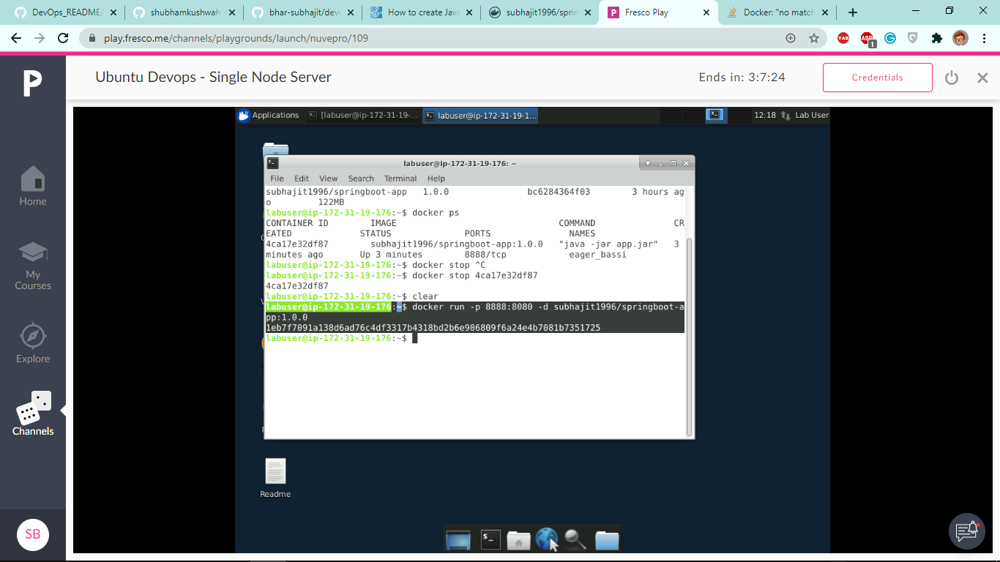 DevOps_README/
shubhamkushwah
bhar-subhajit/devo
How to create Java
subhajit1996/sprin
Fresco Play
Docker: "no match
play.fresco.me/channels/playgrounds/launch/nuvepro/109
YAB
ABP
1
Ubuntu Devops - Single Node Server
Ends in: 3:7:24
Credentials
Applications
[labuser@ip-172-31-19-...
labuser@ip-172-31-19-1...
12:18
Lab User
labuser@ip-172-31-19-176: ~
File Edit View Search Terminal Help
subhajit1996/springboot-app 1.0.0 bc6284364f03 3 hours ag
o 122MB
labuser@ip-172-31-19-176:~$ docker ps
CONTAINER ID IMAGE COMMAND CR
EATED STATUS PORTS NAMES
4ca17e32df87 subhajit1996/springboot-app:1.0.0 "java -jar app.jar" 3
minutes ago Up 3 minutes 8888/tcp eager_bassi
labuser@ip-172-31-19-176:~$ docker stop ^C
labuser@ip-172-31-19-176:~$ docker stop 4ca17e32df87
4ca17e32df87
labuser@ip-172-31-19-176:~$ clear
labuser@ip-172-31-19-176:~$ docker run -p 8888:8080 -d subhajit1996/springboot-a
pp:1.0.0
1eb7f7091a138d6ad76c4df3317b4318bd2b6e906809f6a24e4b7081b7351725
labuser@ip-172-31-19-176:~$
Home
My
Courses
Explore
Channels
SB
Readme